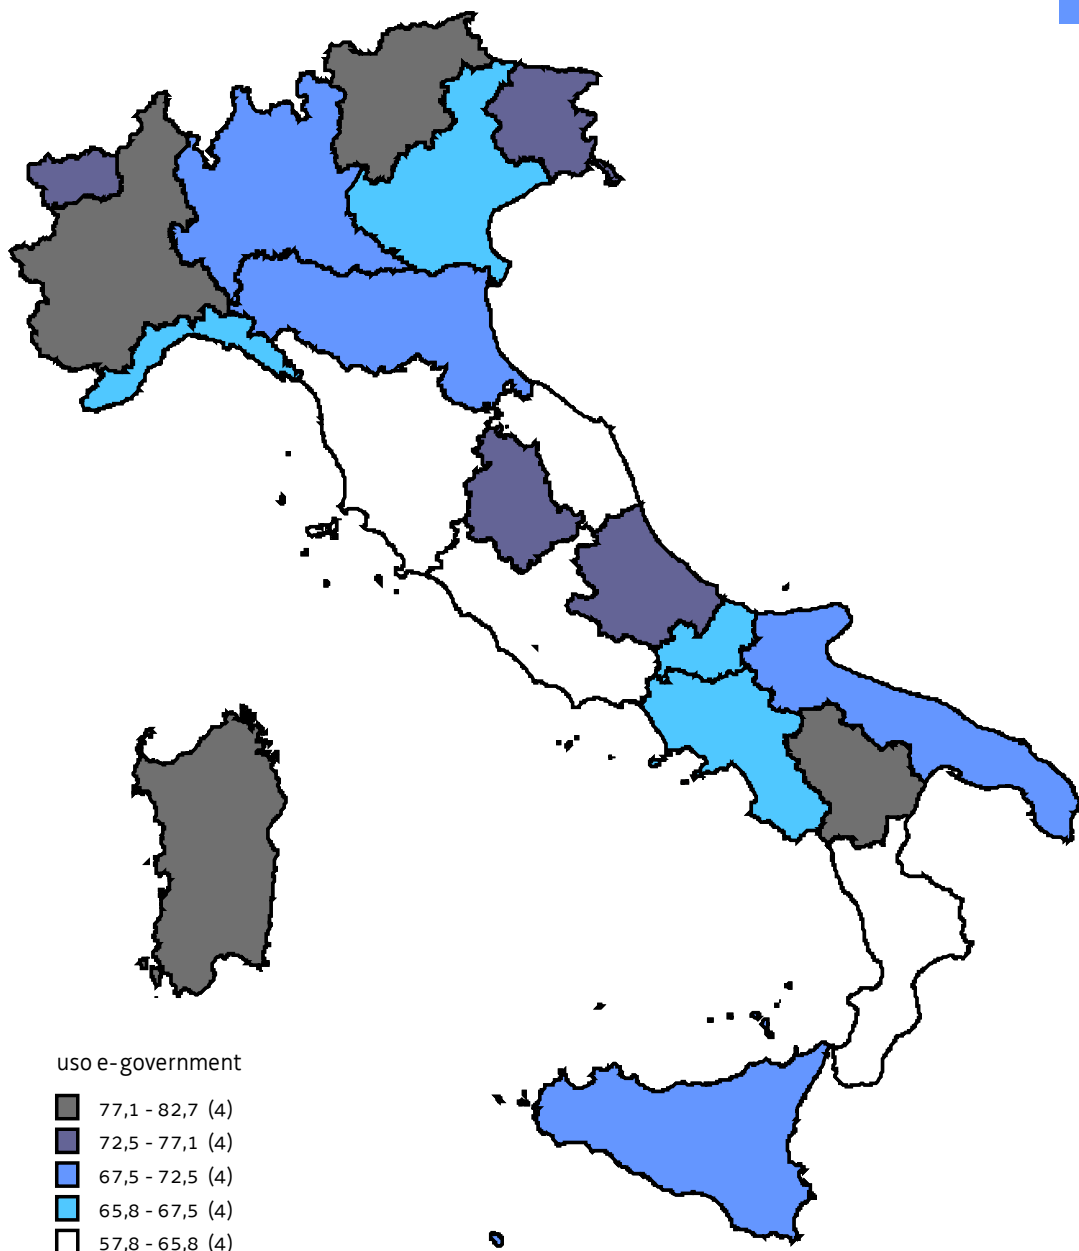 uso e-government
77,1 - 82,7 (4)
72,5 - 77,1 (4)
67,5 - 72,5 (4)
65,8 - 67,5 (4)
57,8 - 65,8 (4)